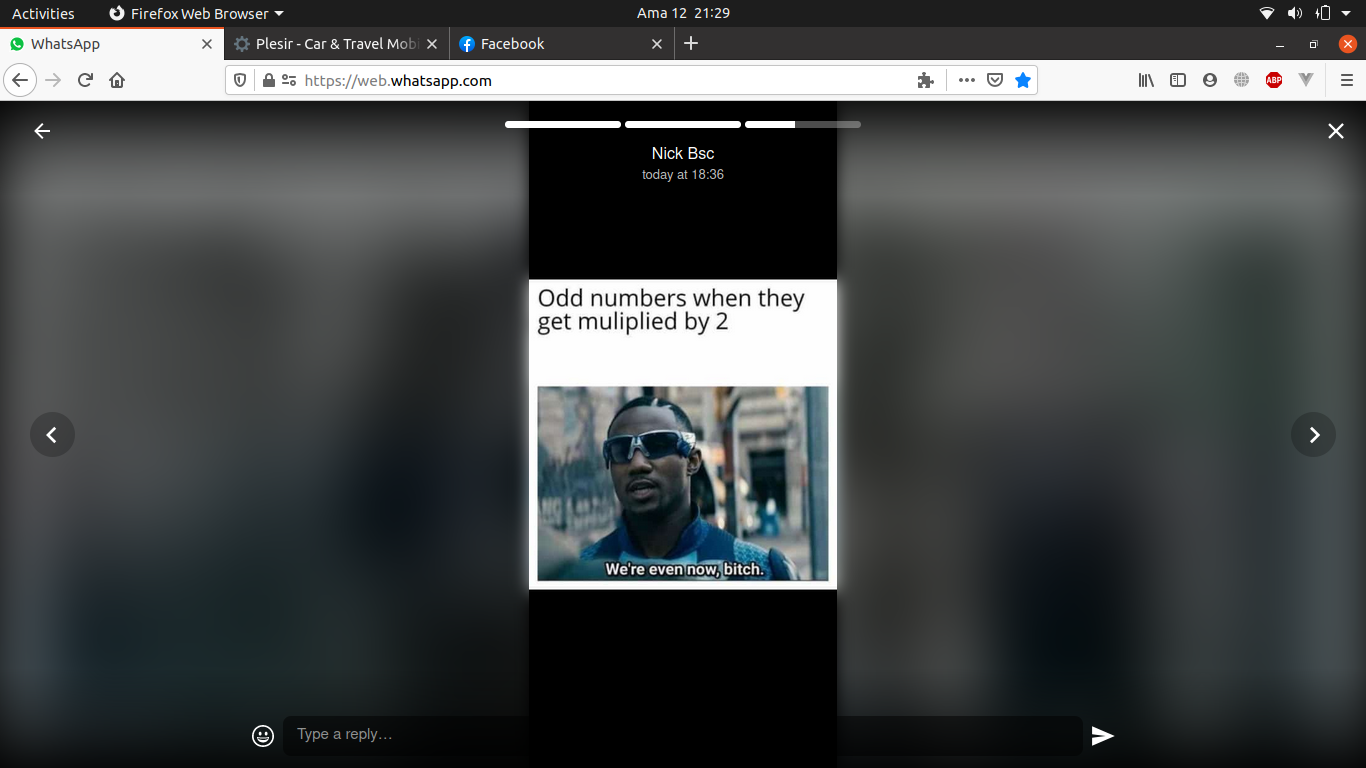 Activities
Firefox Web Browser
Ama 12 21:29
WhatsApp
Plesir - Car & Travel Mobi
Facebook
https://web.whatsapp.com
ABP
Nick Bsc
today at 18:36
Odd numbers when they
get muliplied by 2
We're even now, bitch.
Type a reply…